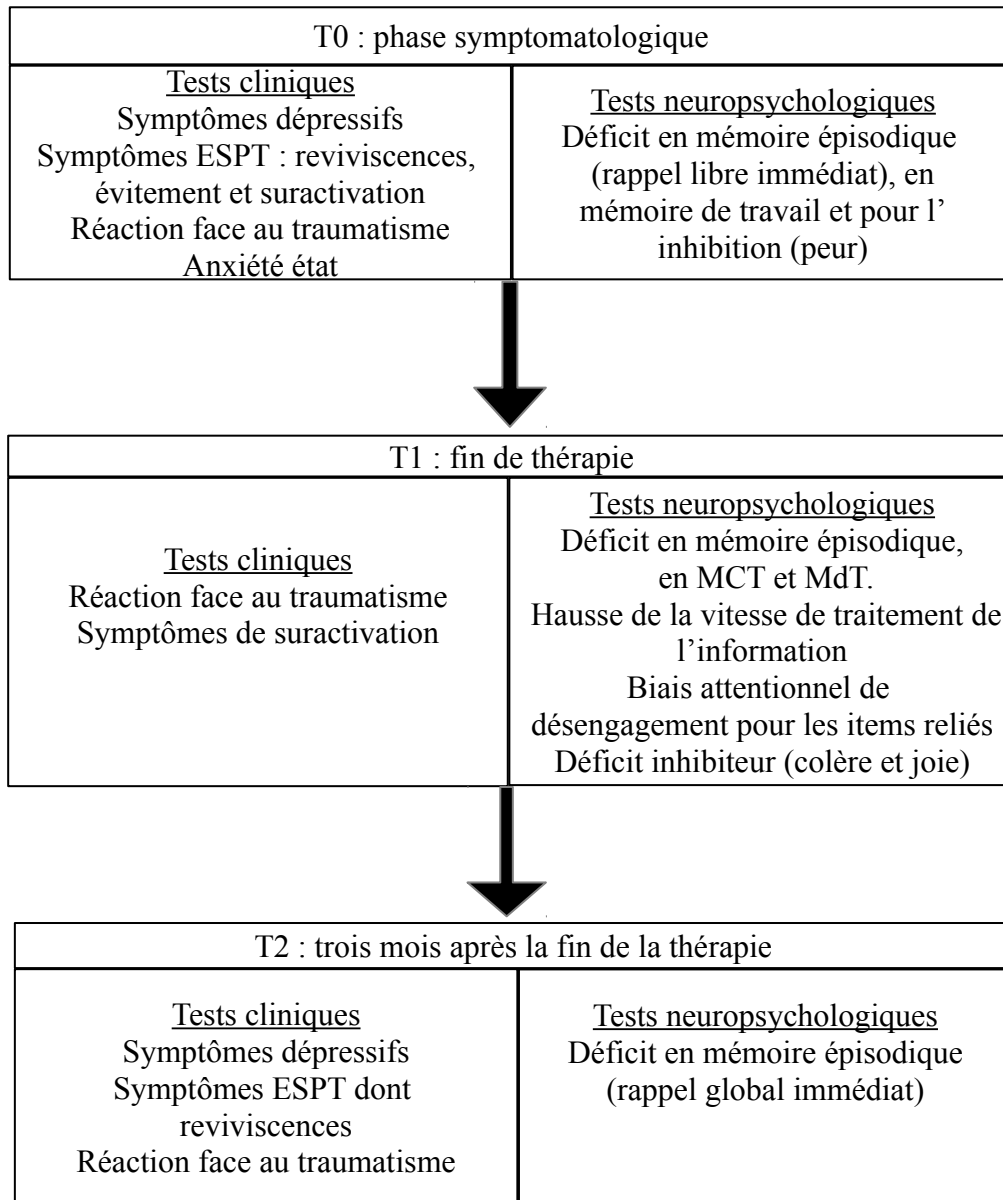 T0 : phase symptomatologique
Tests cliniques
Symptômes dépressifs
Symptômes ESPT : reviviscences,
évitement et suractivation
Réaction face au traumatisme
Anxiété état
Tests neuropsychologiques
Déficit en mémoire épisodique
(rappel libre immédiat), en
mémoire de travail et pour l’
inhibition (peur)
T1 : fin de thérapie
Tests cliniques
Réaction face au traumatisme
Symptômes de suractivation
Tests neuropsychologiques
Déficit en mémoire épisodique,
en MCT et MdT.
Hausse de la vitesse de traitement de
l’information
Biais attentionnel de
désengagement pour les items reliés
Déficit inhibiteur (colère et joie)
T2 : trois mois après la fin de la thérapie
Tests cliniques
Symptômes dépressifs
Symptômes ESPT dont
reviviscences
Réaction face au traumatisme
Tests neuropsychologiques
Déficit en mémoire épisodique
(rappel global immédiat)